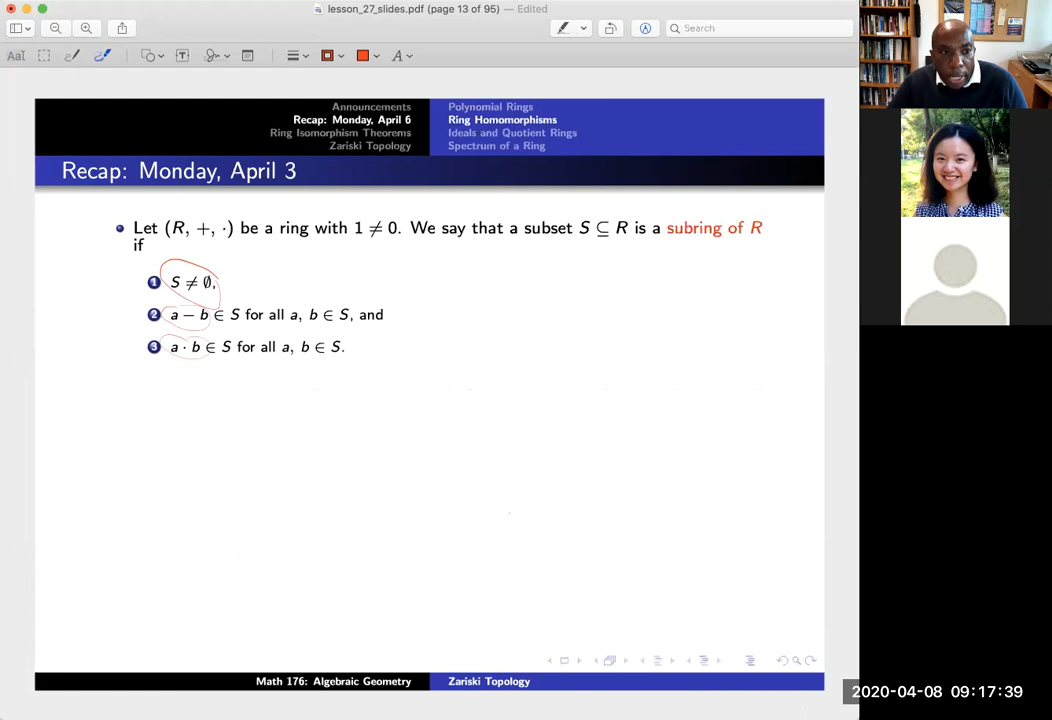 lesson_27_slides.pdf (page 13 of 95) — Edited
Search
Announcements
Recap: Monday, April 6
Ring Isomorphism Theorems
Zariski Topology
Polynomial Rings
Ring Homomorphisms
Ideals and Quotient Rings
Spectrum of a Ring
Recap: Monday, April 3
Let (R, +, ·) be a ring with 1 ≠ 0. We say that a subset S ⊆ R is a subring of R
if
1 S ≠ ∅,
2 a − b ∈ S for all a, b ∈ S, and
3 a · b ∈ S for all a, b ∈ S.
Math 176: Algebraic Geometry
Zariski Topology
2020-04-08 09:17:39